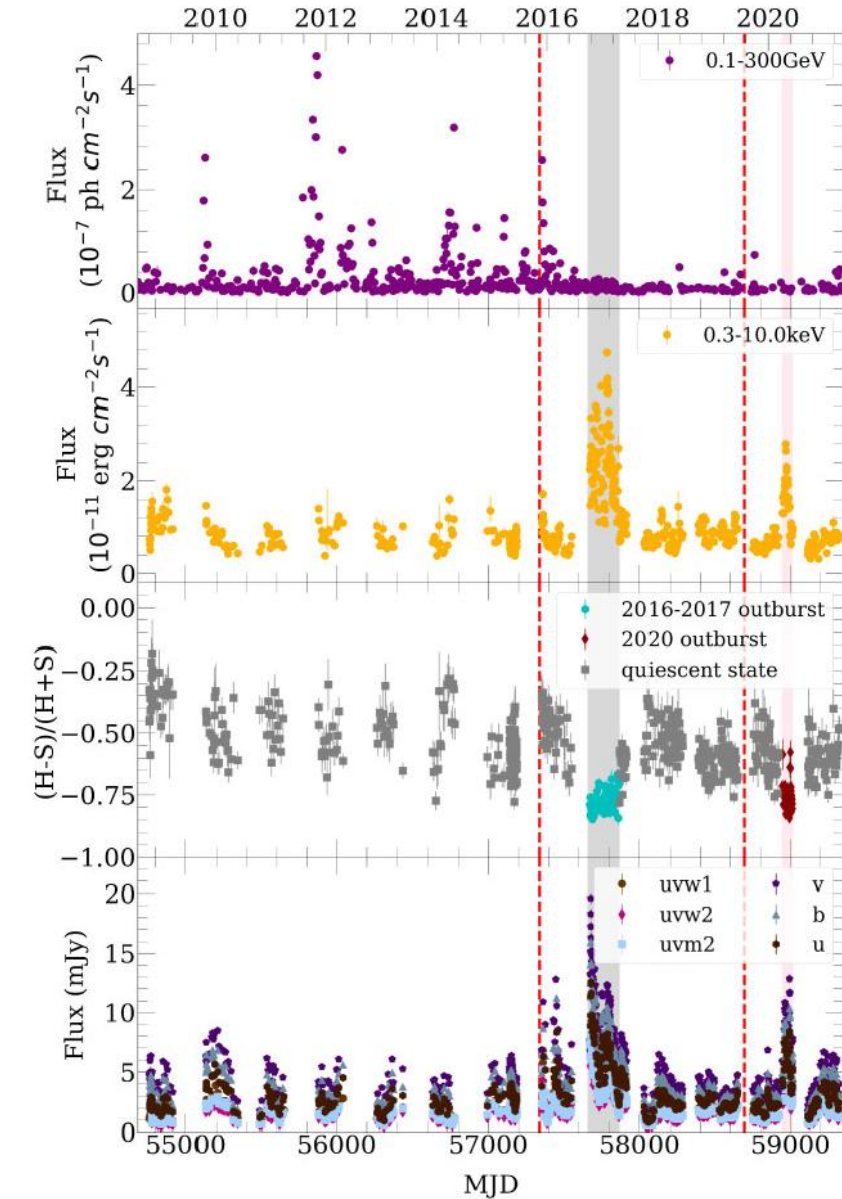 2010 2012 2014 2016 2018 2020
0.1-300GeV
Flux
(10⁻⁷ ph cm⁻²s⁻¹)
4
2
0
0.3-10.0keV
Flux
(10⁻¹¹ erg cm⁻²s⁻¹)
4
2
0
2016-2017 outburst
2020 outburst
quiescent state
(H-S)/(H+S)
0.00
−0.25
−0.50
−0.75
−1.00
uvw1 v
uvw2 b
uvm2 u
Flux (mJy)
20
15
10
5
0
55000 56000 57000 58000 59000
MJD